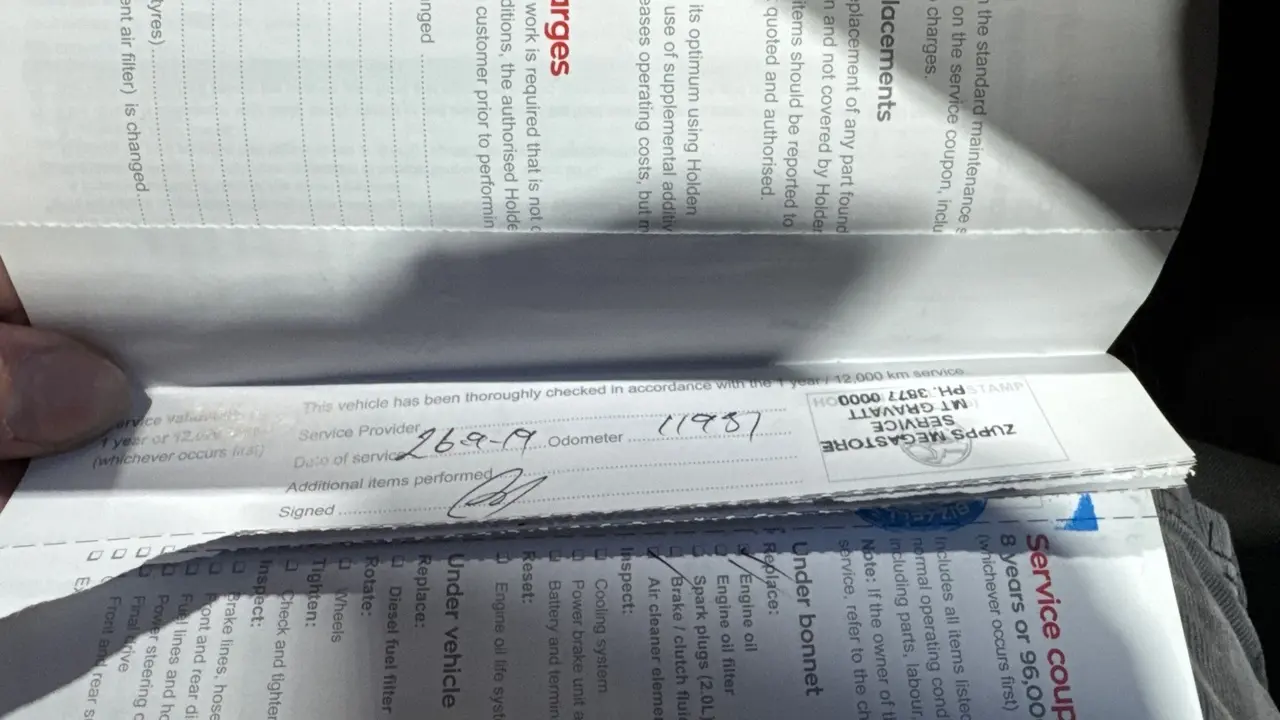 the standard maintenance
on the service coupon, inclu
charges.
lacements
eplacement of any part found
and not covered by Holden
items should be reported to
quoted and authorised.
its optimum using Holden
use of supplemental additiv
eases operating costs, but
arges
work is required that is not
ditions, the authorised Holde
customer prior to performin
nged
tyres)
ent air filter) is changed
This vehicle has been thoroughly checked in accordance with the 1 year / 12,000 km service
Service Provider
Date of service 26-9-19 Odometer 11987
Additional items performed
Signed
1 year or
(whichever occurs first)
STAMP
ZUPPS MEGASTORE
SERVICE
MT GRAVATT
PH. 3877 0000
Service coup
8 years or 96,00
(whichever occurs first)
Includes all items listed
normal operating cond
including parts, labour,
Note: If the owner of
service, refer to the ch
Under bonnet
Replace:
Engine oil
Engine oil filter
Spark plugs (2.0L)
Brake / clutch flui
Air cleaner elemen
Inspect:
Cooling system
Power brake unit
Battery and termin
Reset:
Engine oil life syst
Under vehicle
Replace:
Diesel fuel filter
Rotate:
Wheels
Tighten:
Check and tighten
Inspect:
Brake lines, hose
Front and rear di
Fuel lines and ho
Power steering
Final drive
Front and rear